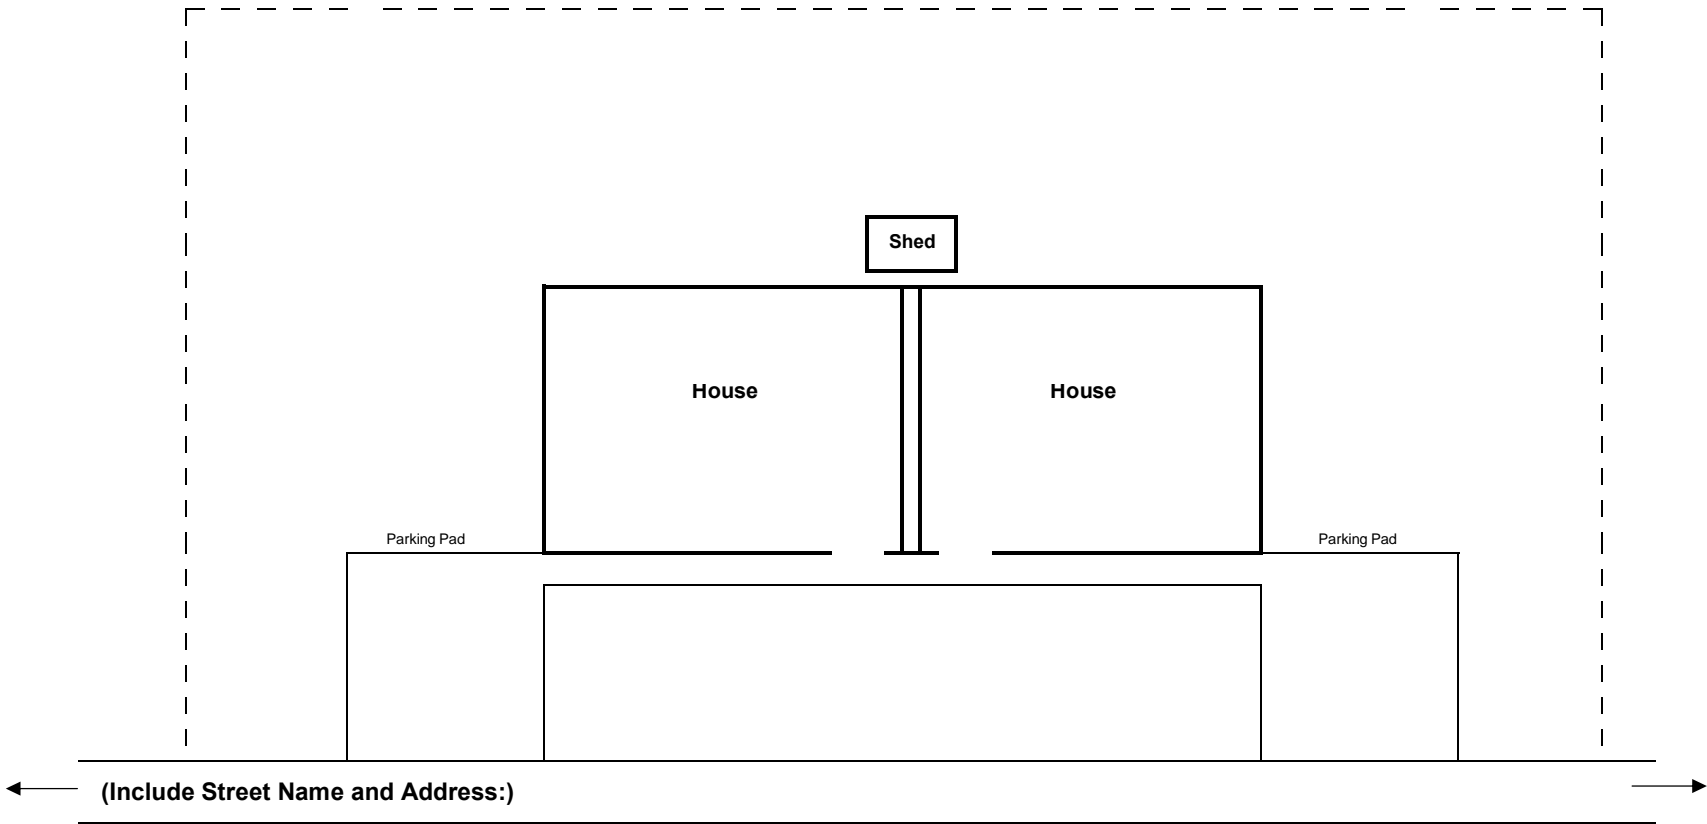 Shed
House House
Parking Pad Parking Pad
(Include Street Name and Address:)